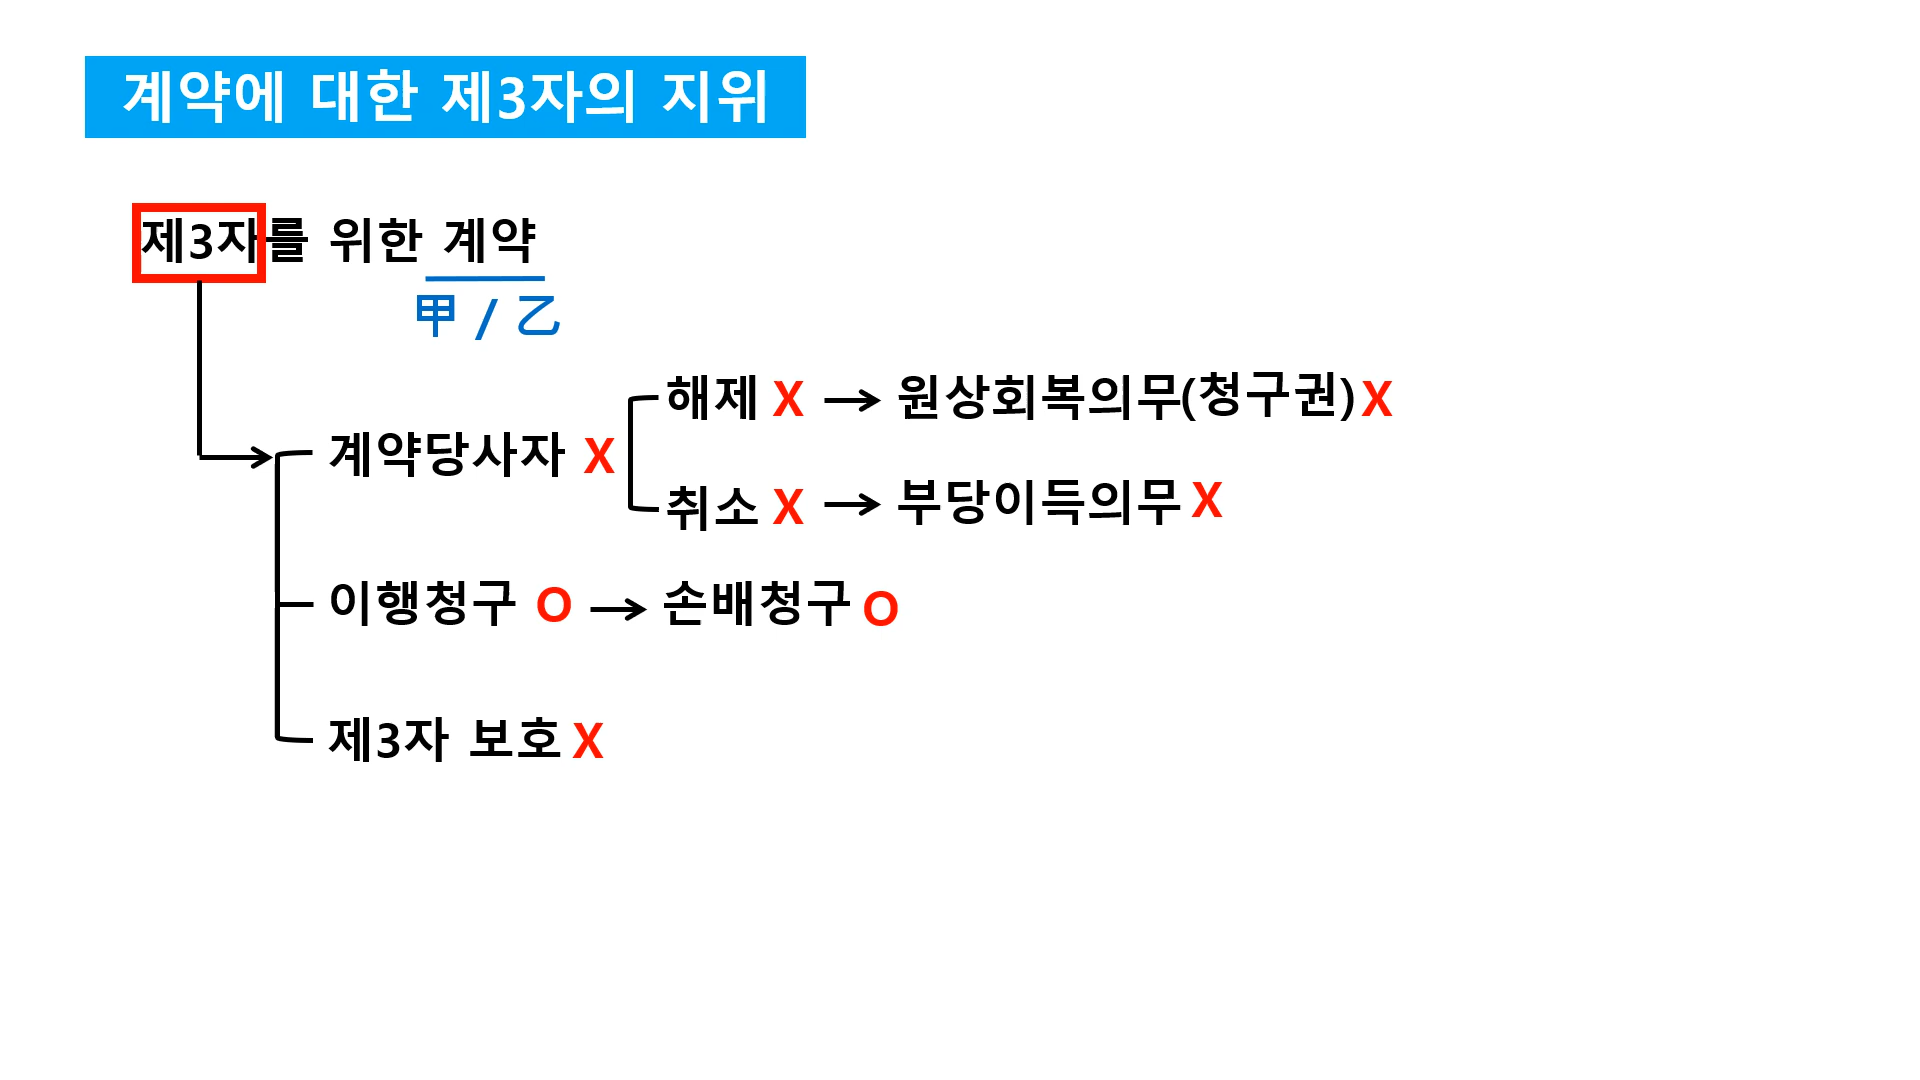 계약에 대한 제3자의 지위
제3자를 위한 계약
甲 / 乙
해제 X → 원상회복의무(청구권) X
계약당사자 X
취소 X → 부당이득의무 X
이행청구 O → 손배청구 O
제3자 보호 X